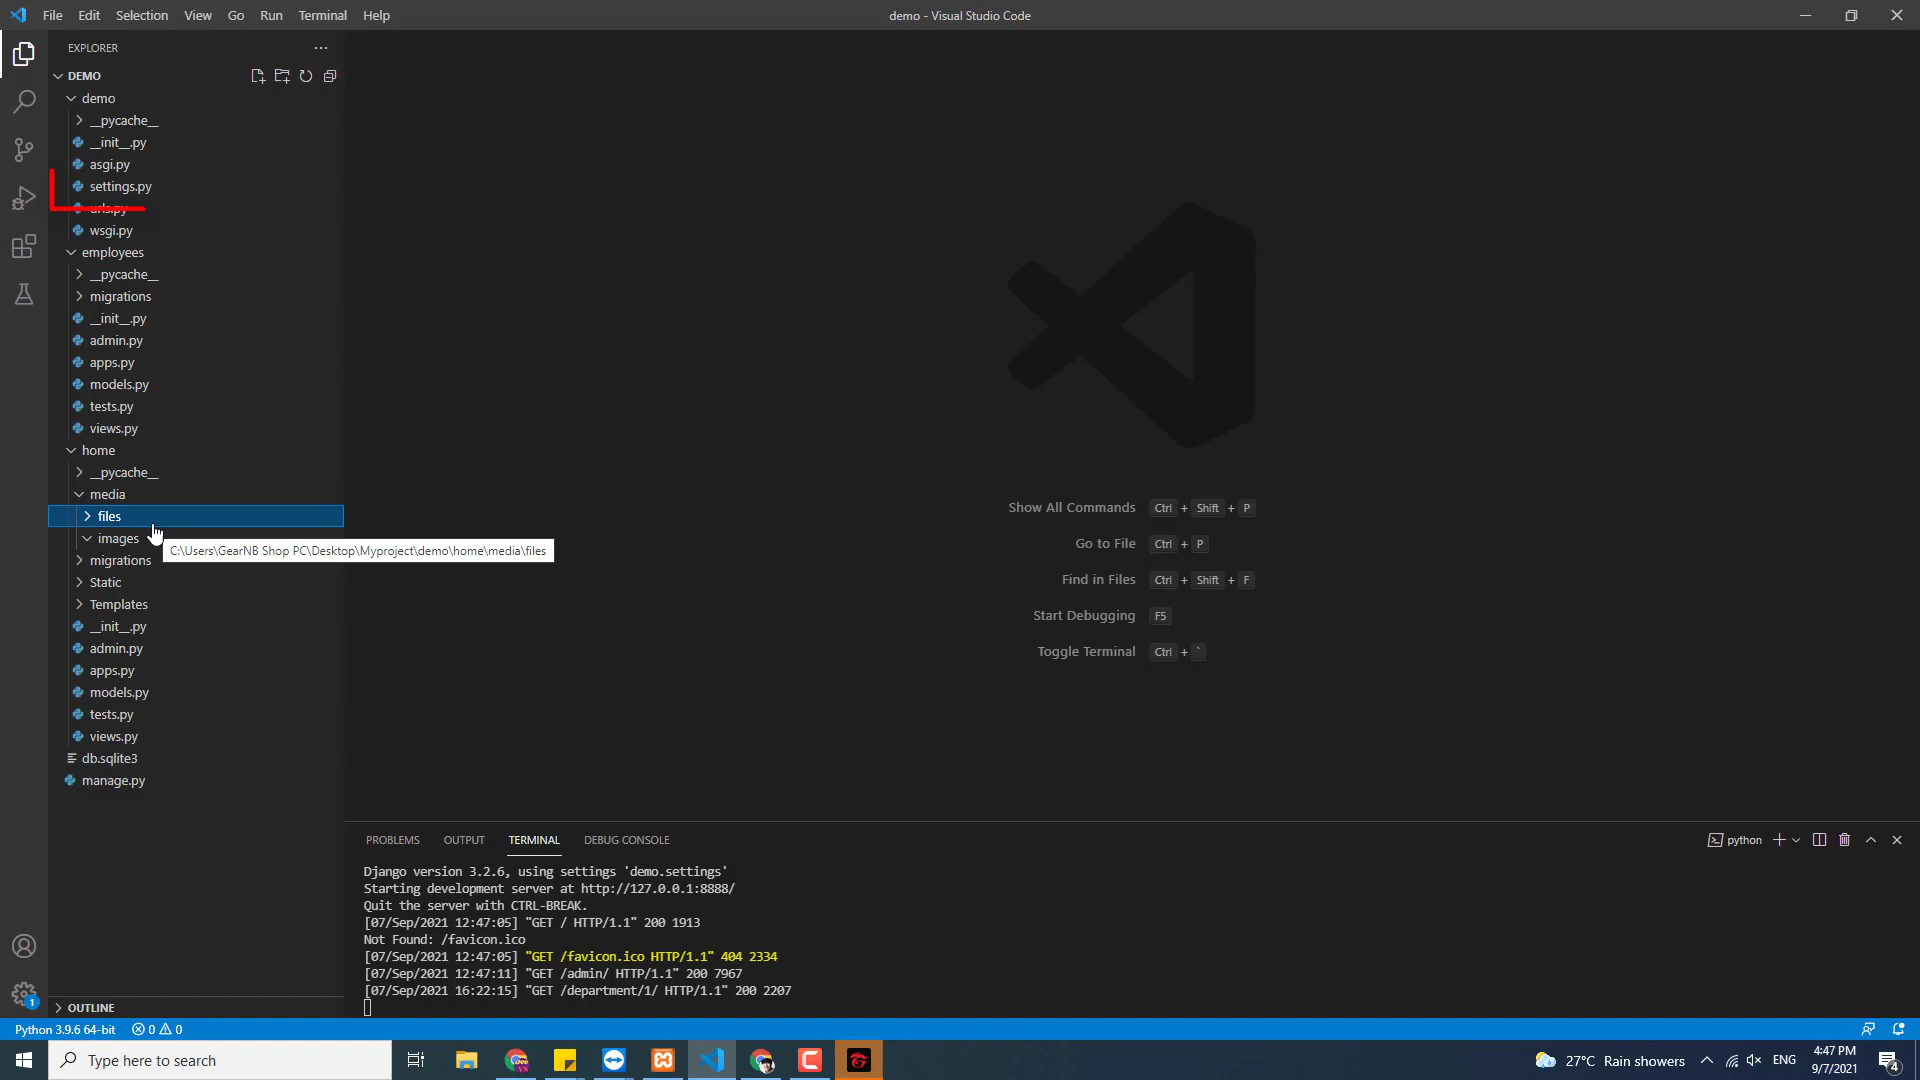 File Edit Selection View Go Run Terminal Help
demo - Visual Studio Code
EXPLORER
DEMO
demo
__pycache__
__init__.py
asgi.py
settings.py
urls.py
wsgi.py
employees
__pycache__
migrations
__init__.py
admin.py
apps.py
models.py
tests.py
views.py
home
__pycache__
media
files
images
C:\Users\GearNB Shop PC\Desktop\Myproject\demo\home\media\files
migrations
Static
Templates
__init__.py
admin.py
apps.py
models.py
tests.py
views.py
db.sqlite3
manage.py
OUTLINE
Show All Commands Ctrl + Shift + P
Go to File Ctrl + P
Find in Files Ctrl + Shift + F
Start Debugging F5
Toggle Terminal Ctrl + `
PROBLEMS OUTPUT TERMINAL DEBUG CONSOLE
python
Django version 3.2.6, using settings 'demo.settings'
Starting development server at http://127.0.0.1:8888/
Quit the server with CTRL-BREAK.
[07/Sep/2021 12:47:05] "GET / HTTP/1.1" 200 1913
Not Found: /favicon.ico
[07/Sep/2021 12:47:05] "GET /favicon.ico HTTP/1.1" 404 2334
[07/Sep/2021 12:47:11] "GET /admin/ HTTP/1.1" 200 7967
[07/Sep/2021 16:22:15] "GET /department/1/ HTTP/1.1" 200 2207
1
Python 3.9.6 64-bit 0 0
Type here to search
Dev
VS
27°C Rain showers
ENG
4:47 PM
9/7/2021
4